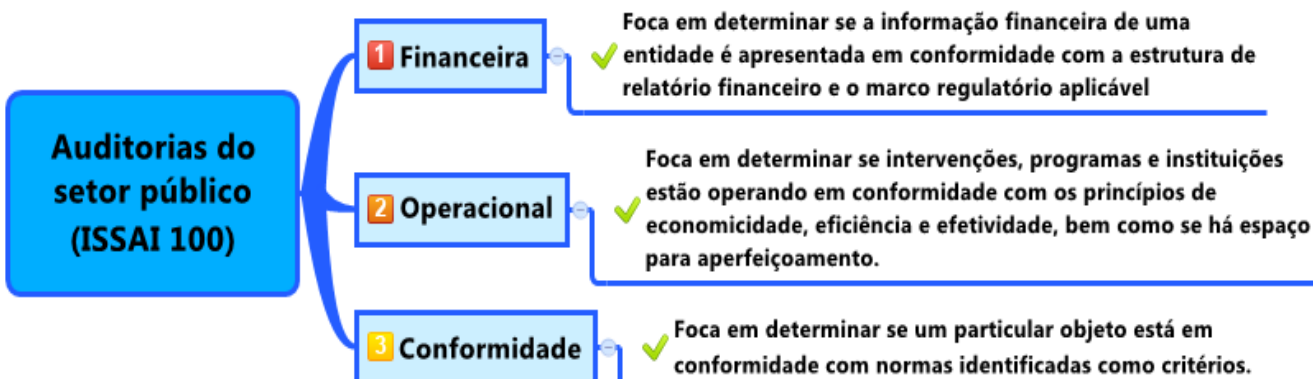 Auditorias do
setor público
(ISSAI 100)
1 Financeira
Foca em determinar se a informação financeira de uma
entidade é apresentada em conformidade com a estrutura de
relatório financeiro e o marco regulatório aplicável
2 Operacional
Foca em determinar se intervenções, programas e instituições
estão operando em conformidade com os princípios de
economicidade, eficiência e efetividade, bem como se há espaço
para aperfeiçoamento.
3 Conformidade
Foca em determinar se um particular objeto está em
conformidade com normas identificadas como critérios.